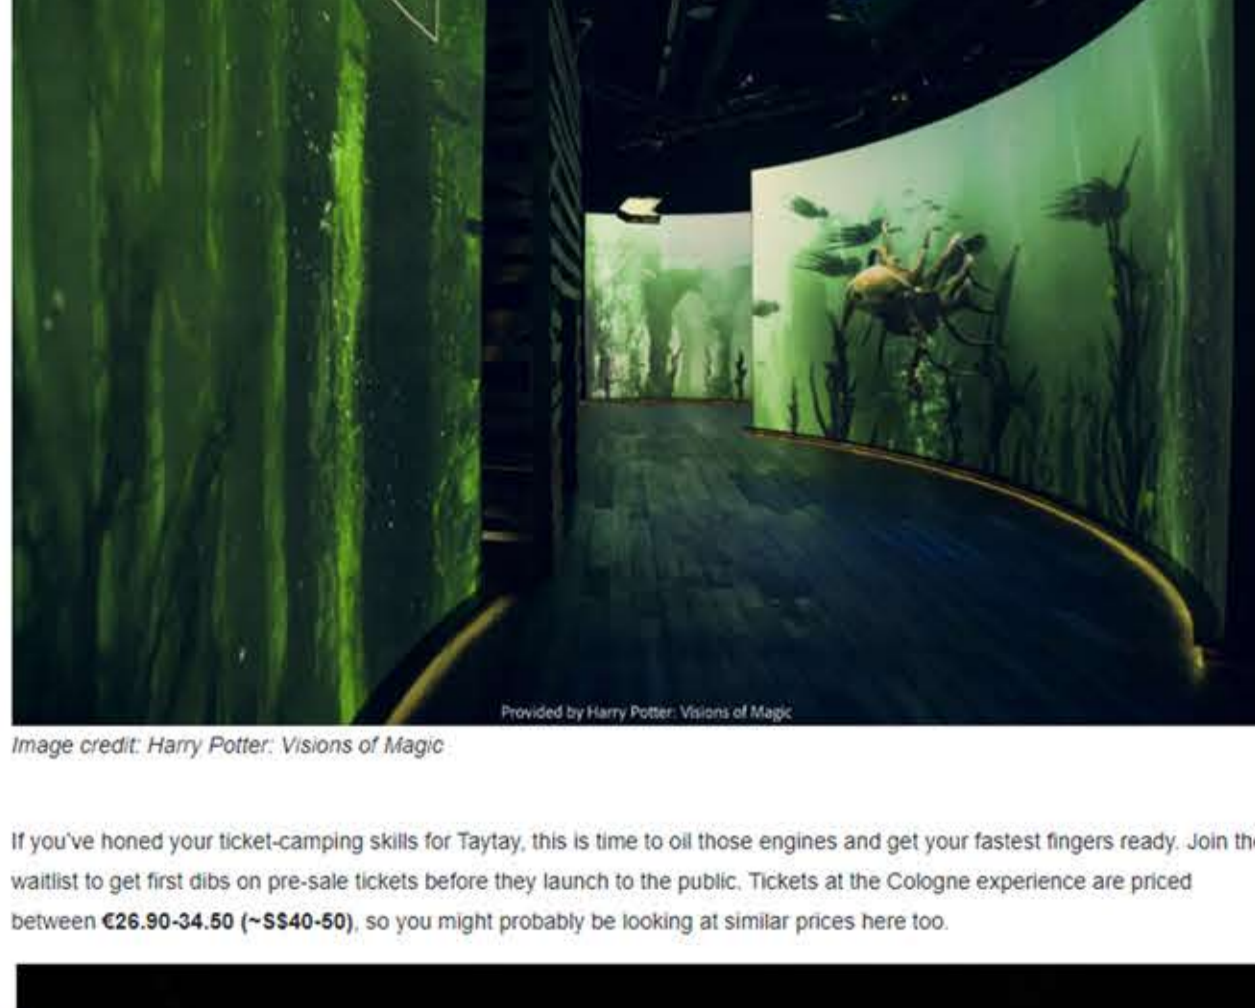 Provided by Harry Potter: Visions of Magic
Image credit: Harry Potter: Visions of Magic
If you've honed your ticket-camping skills for Taytay, this is time to oil those engines and get your fastest fingers ready. Join the
waitlist to get first dibs on pre-sale tickets before they launch to the public. Tickets at the Cologne experience are priced
between €26.90-34.50 (~S$40-50), so you might probably be looking at similar prices here too.